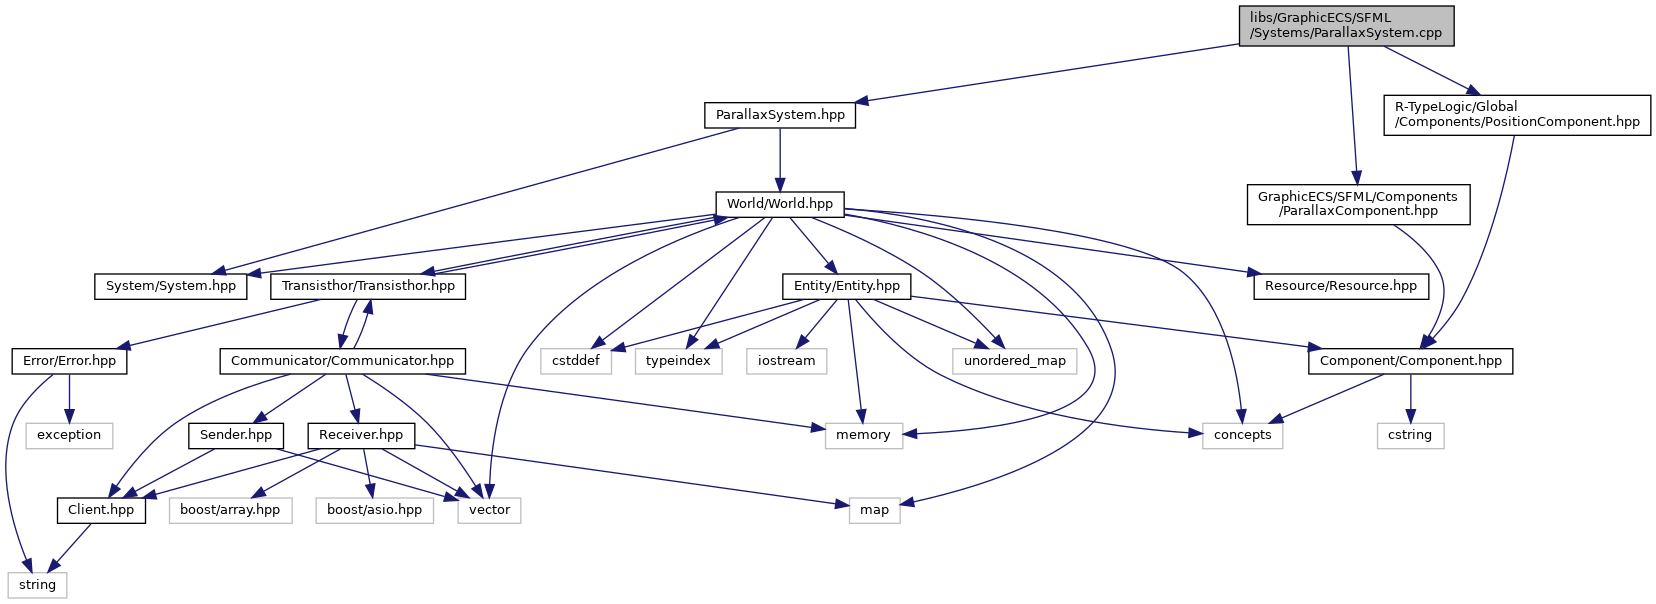 libs/GraphicECS/SFML
/Systems/ParallaxSystem.cpp
ParallaxSystem.hpp
R-TypeLogic/Global
/Components/PositionComponent.hpp
World/World.hpp
GraphicECS/SFML/Components
/ParallaxComponent.hpp
System/System.hpp
Transisthor/Transisthor.hpp
Entity/Entity.hpp
Resource/Resource.hpp
Error/Error.hpp
Communicator/Communicator.hpp
cstddef
typeindex
iostream
unordered_map
Component/Component.hpp
exception
Sender.hpp
Receiver.hpp
memory
concepts
cstring
Client.hpp
boost/array.hpp
boost/asio.hpp
vector
map
string